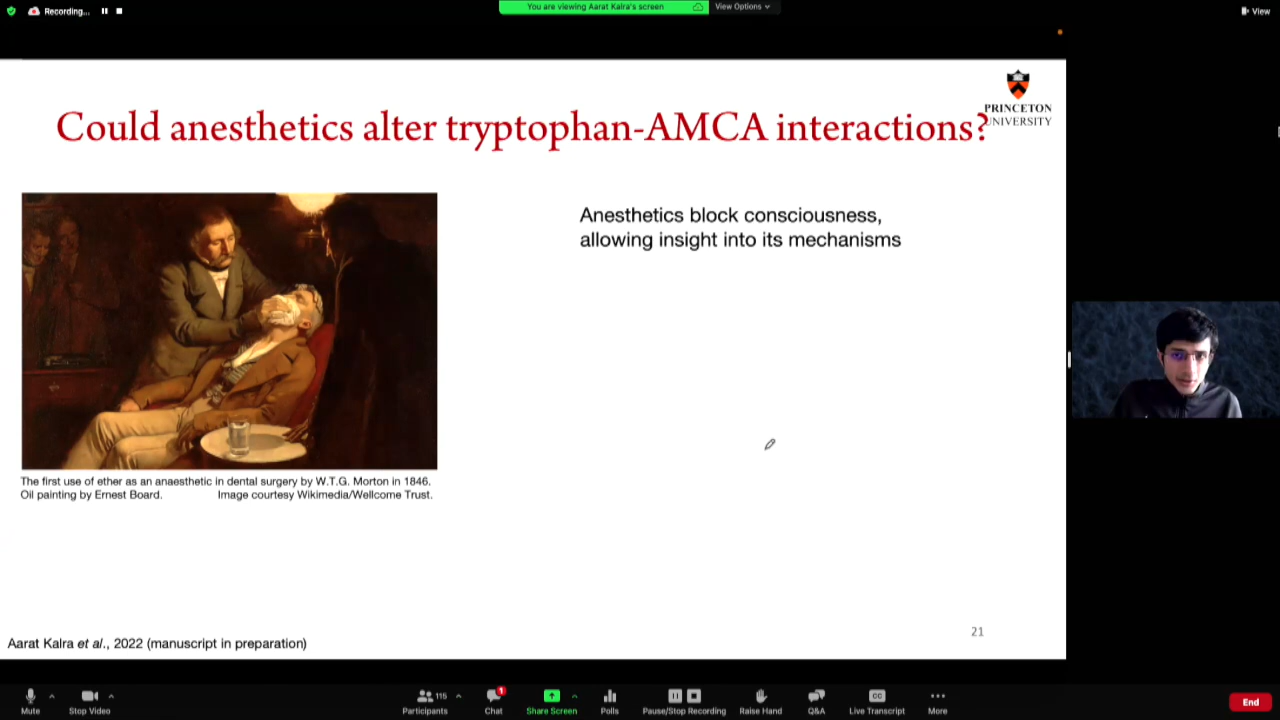 Recording...
You are viewing Aarat Kalra's screen
View Options
View
PRINCETON
UNIVERSITY
Could anesthetics alter tryptophan-AMCA interactions?
Anesthetics block consciousness,
allowing insight into its mechanisms
The first use of ether as an anaesthetic in dental surgery by W.T.G. Morton in 1846.
Oil painting by Ernest Board. Image courtesy Wikimedia/Wellcome Trust.
21
Aarat Kalra et al., 2022 (manuscript in preparation)
115
1
CC
Mute
Stop Video
Participants
Chat
Share Screen
Polls
Pause/Stop Recording
Raise Hand
Q&A
Live Transcript
More
End